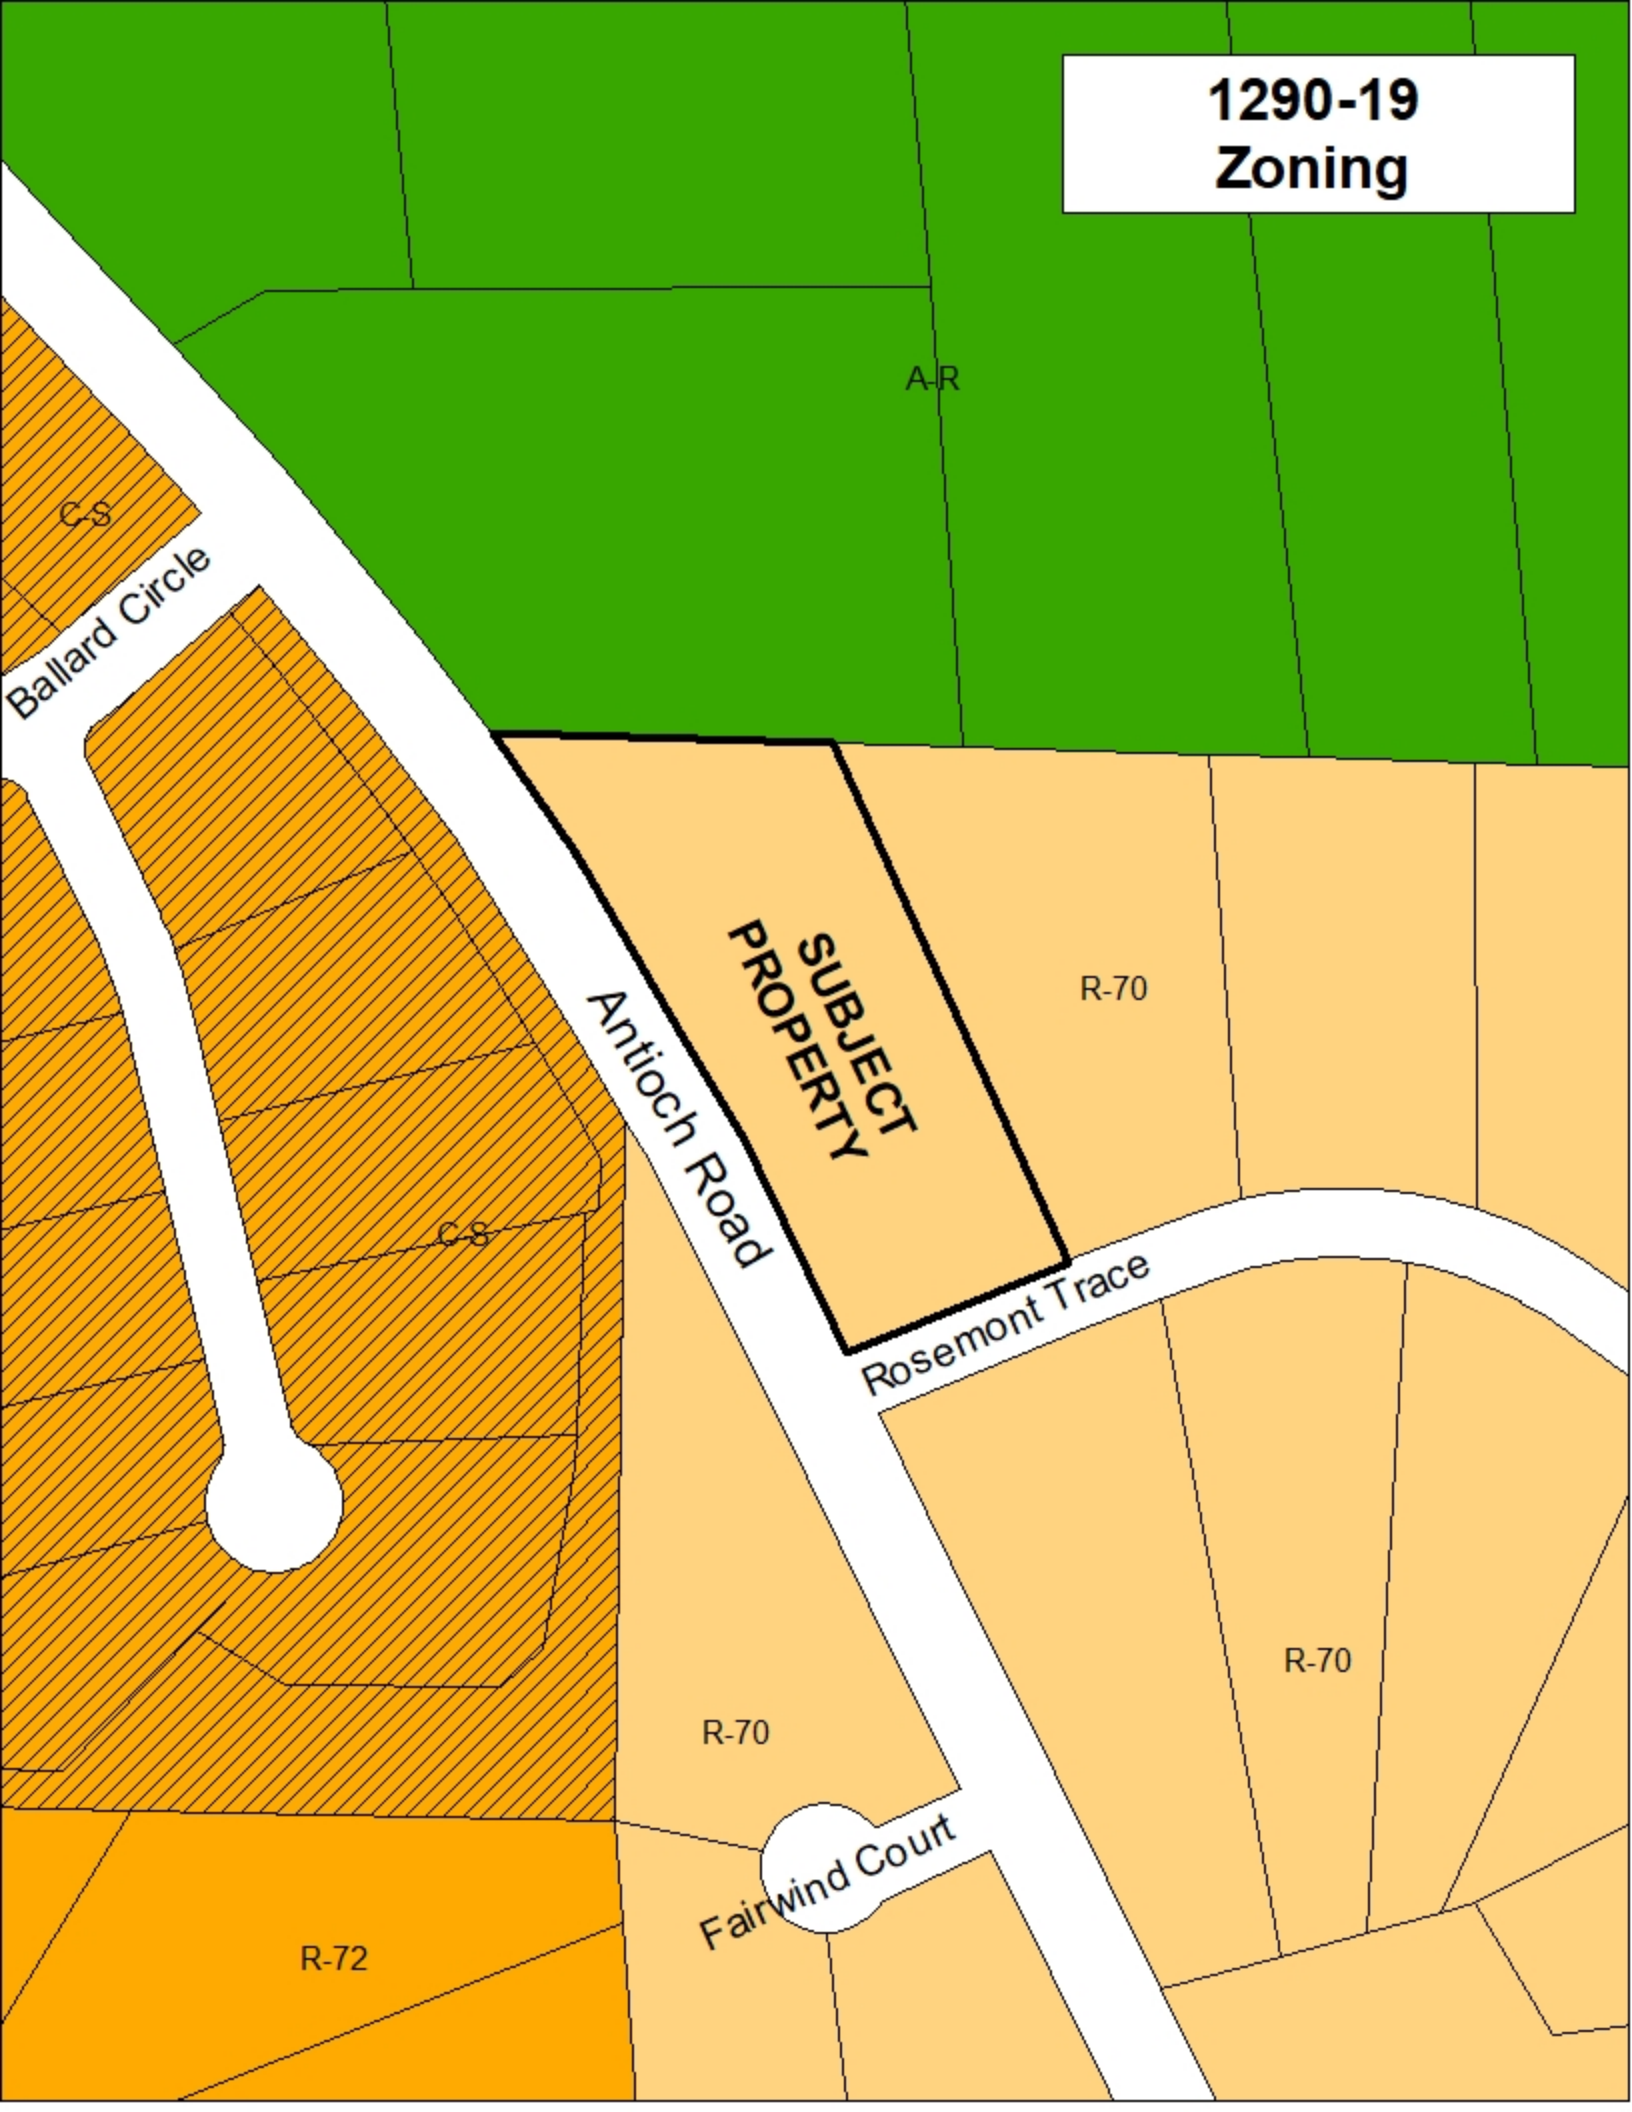 1290-19
Zoning
A-R
C-S
Ballard Circle
SUBJECT
PROPERTY
R-70
Antioch Road
C-S
Rosemont Trace
R-70
R-70
Fairwind Court
R-72